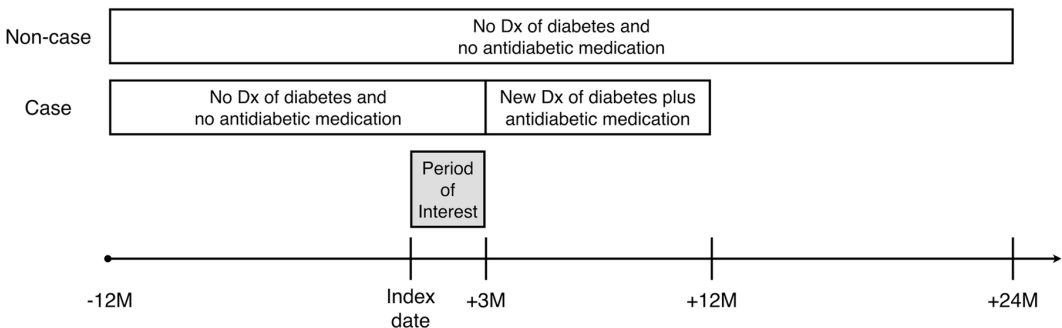 Non-case
No Dx of diabetes and
no antidiabetic medication
Case
No Dx of diabetes and
no antidiabetic medication
New Dx of diabetes plus
antidiabetic medication
Period
of
Interest
-12M
Index
date
+3M
+12M
+24M